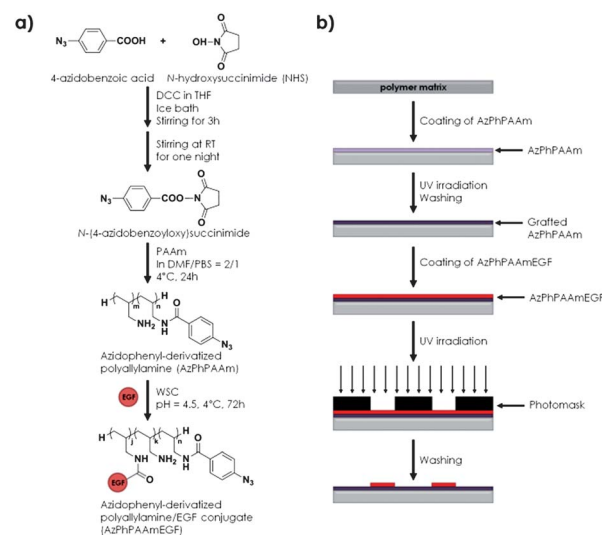 a)
N3
COOH
+
HO-N
O
O
4-azidobenzoic acid
N-hydroxysuccinimide (NHS)
DCC in THF
Ice bath
Stirring for 3h
Stirring at RT
for one night
N3
COO-N
O
O
N-(4-azidobenzoyloxy)succinimide
PAAm
In DMF/PBS = 2/1
4°C, 24h
H
m
n
H
O
NH2
NH
N3
Azidophenyl-derivatized
polyallylamine (AzPhPAAm)
EGF
WSC
pH = 4.5, 4°C, 72h
H
j
k
n
H
O
NH
NH2
NH
EGF
O
N3
Azidophenyl-derivatized
polyallylamine/EGF conjugate
(AzPhPAAmEGF)
b)
polymer matrix
Coating of AzPhPAAm
AzPhPAAm
UV irradiation
Washing
Grafted
AzPhPAAm
Coating of AzPhPAAmEGF
AzPhPAAmEGF
UV irradiation
Photomask
Washing